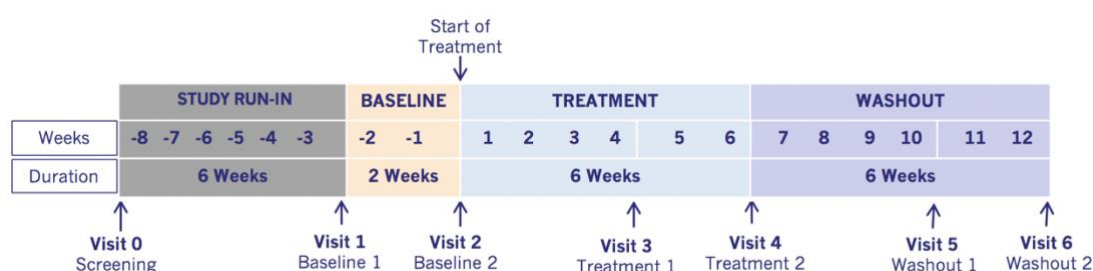 Start of
Treatment
STUDY RUN-IN BASELINE TREATMENT WASHOUT
Weeks -8 -7 -6 -5 -4 -3 -2 -1 1 2 3 4 5 6 7 8 9 10 11 12
Duration 6 Weeks 2 Weeks 6 Weeks 6 Weeks
Visit 0 Visit 1 Visit 2 Visit 3 Visit 4 Visit 5 Visit 6
Screening Baseline 1 Baseline 2 Treatment 1 Treatment 2 Washout 1 Washout 2